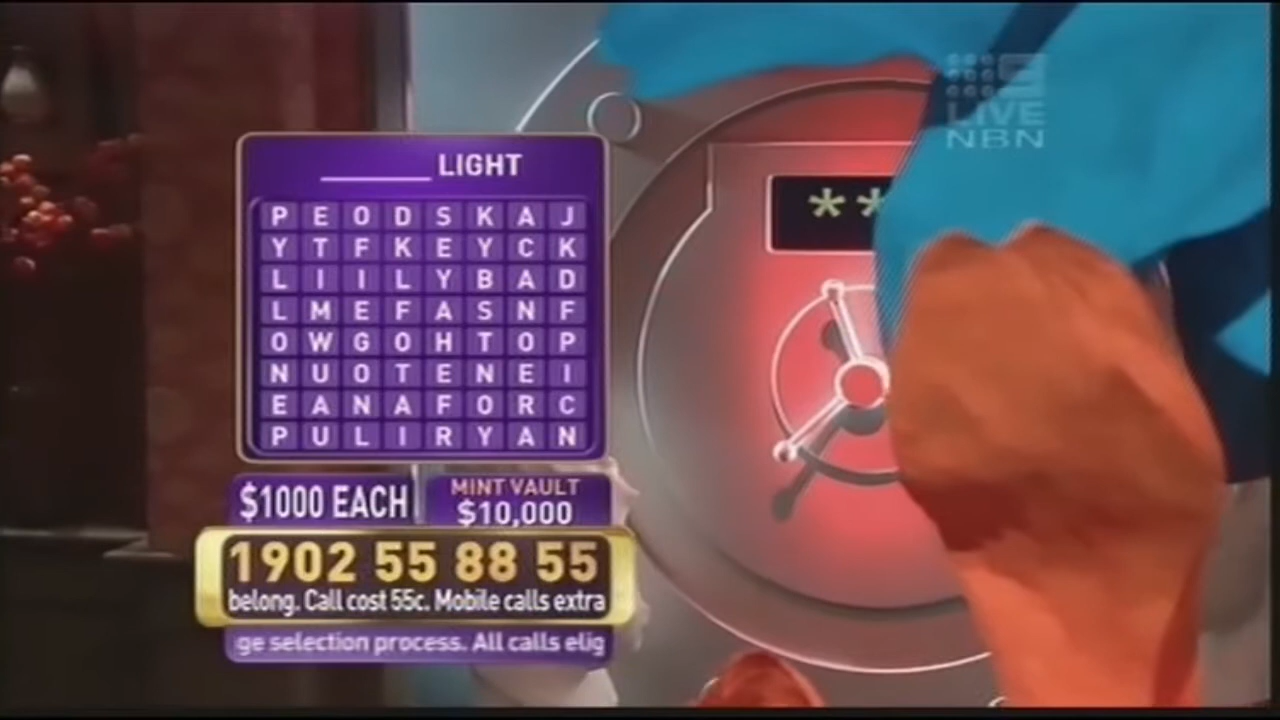 LIVE
NBN
______ LIGHT
P E O D S K A J
Y T F K E Y C K
L I I L Y B A D
L M E F A S N F
O W G O H T O P
N U O T E N E I
E A N A F O R C
P U L I R Y A N
**
$1000 EACH
MINT VAULT
$10,000
1902 55 88 55
belong. Call cost 55c. Mobile calls extra
ge selection process. All calls elig